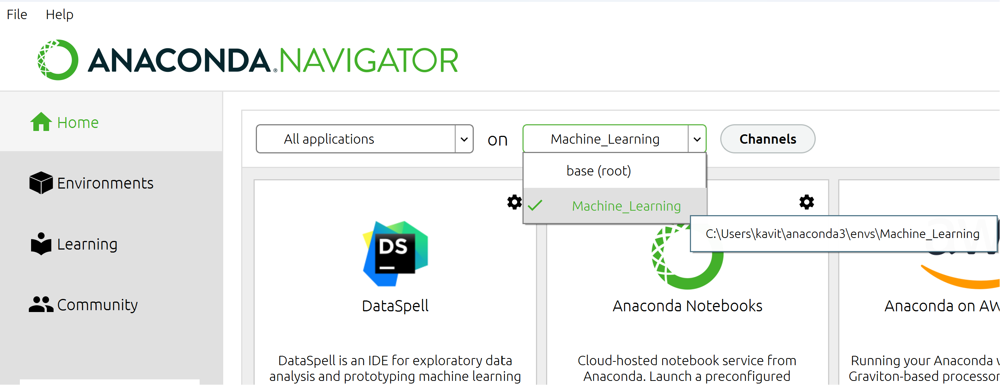 File Help
ANACONDA.NAVIGATOR
Home
All applications on Machine_Learning Channels
base (root)
Machine_Learning
C:\Users\kavit\anaconda3\envs\Machine_Learning
Environments
Learning
Community
DS
DataSpell
DataSpell is an IDE for exploratory data
analysis and prototyping machine learning
Anaconda Notebooks
Cloud-hosted notebook service from
Anaconda. Launch a preconfigured
Anaconda on
Running your Anaconda
Graviton-based